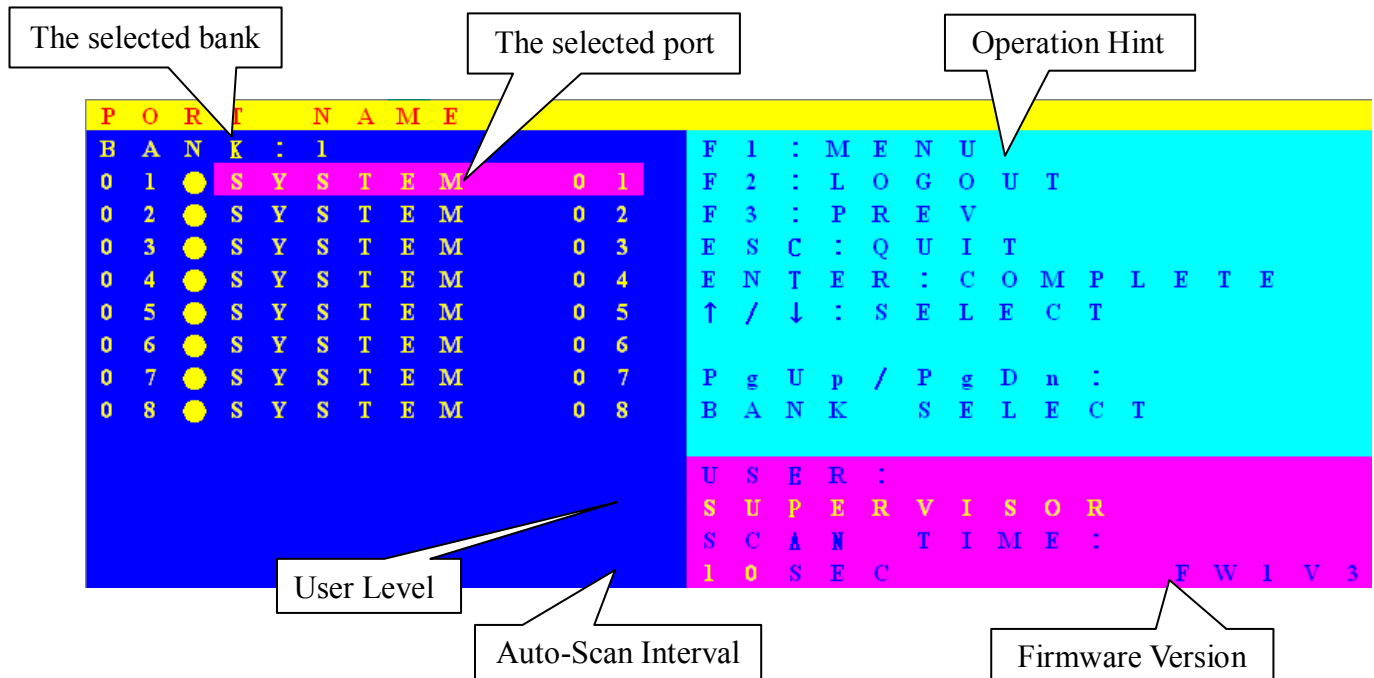 The selected bank
The selected port
Operation Hint
PORT NAME
BANK:1
01●SYSTEM 01
02●SYSTEM 02
03●SYSTEM 03
04●SYSTEM 04
05●SYSTEM 05
06●SYSTEM 06
07●SYSTEM 07
08●SYSTEM 08
F1:MENU
F2:LOGOUT
F3:PREV
ESC:QUIT
ENTER:COMPLETE
↑/↓:SELECT
PgUp/PgDn:
BANK SELECT
USER:
SUPERVISOR
SCAN TIME:
10SEC FW1V3
User Level
Auto-Scan Interval
Firmware Version